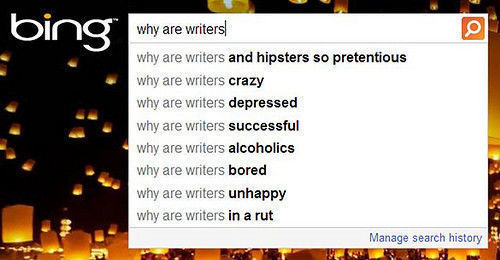 bing™
why are writers
why are writers and hipsters so pretentious
why are writers crazy
why are writers depressed
why are writers successful
why are writers alcoholics
why are writers bored
why are writers unhappy
why are writers in a rut
Manage search history